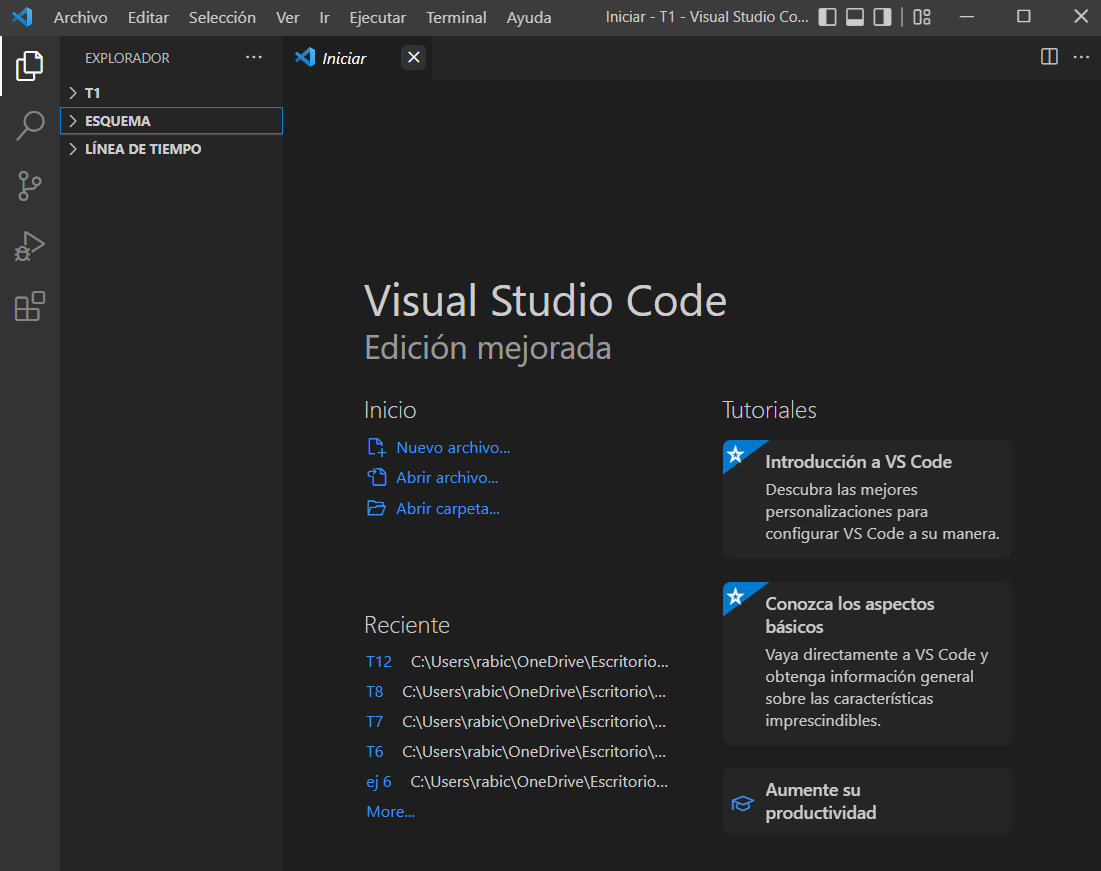 Archivo Editar Selección Ver Ir Ejecutar Terminal Ayuda Iniciar - T1 - Visual Studio Co...
EXPLORADOR
Iniciar
T1
ESQUEMA
LÍNEA DE TIEMPO
Visual Studio Code
Edición mejorada
Inicio
Nuevo archivo...
Abrir archivo...
Abrir carpeta...
Reciente
T12 C:\Users\rabic\OneDrive\Escritorio...
T8 C:\Users\rabic\OneDrive\Escritorio\...
T7 C:\Users\rabic\OneDrive\Escritorio\...
T6 C:\Users\rabic\OneDrive\Escritorio\...
ej 6 C:\Users\rabic\OneDrive\Escritorio...
More...
Tutoriales
Introducción a VS Code
Descubra las mejores
personalizaciones para
configurar VS Code a su manera.
Conozca los aspectos
básicos
Vaya directamente a VS Code y
obtenga información general
sobre las características
imprescindibles.
Aumente su
productividad